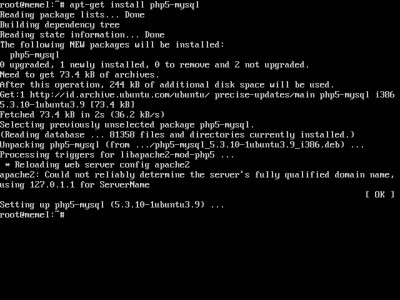 root@memel:~# apt-get install php5-mysql
Reading package lists... Done
Building dependency tree
Reading state information... Done
The following NEW packages will be installed:
  php5-mysql
0 upgraded, 1 newly installed, 0 to remove and 2 not upgraded.
Need to get 73.4 kB of archives.
After this operation, 244 kB of additional disk space will be used.
Get:1 http://id.archive.ubuntu.com/ubuntu/ precise-updates/main php5-mysql i386
5.3.10-1ubuntu3.9 [73.4 kB]
Fetched 73.4 kB in 2s (36.2 kB/s)
Selecting previously unselected package php5-mysql.
(Reading database ... 81358 files and directories currently installed.)
Unpacking php5-mysql (from .../php5-mysql_5.3.10-1ubuntu3.9_i386.deb) ...
Processing triggers for libapache2-mod-php5 ...
 * Reloading web server config apache2
apache2: Could not reliably determine the server's fully qualified domain name,
using 127.0.1.1 for ServerName
[ OK ]
Setting up php5-mysql (5.3.10-1ubuntu3.9) ...
root@memel:~#